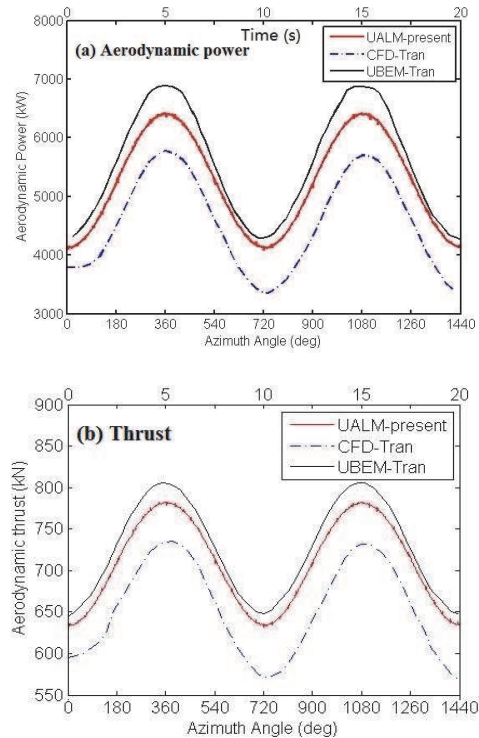 0 5 10 15 20
Time (s)
(a) Aerodynamic power
UALM-present
CFD-Tran
UBEM-Tran
8000
7000
6000
5000
4000
3000
Aerodynamic Power (kW)
0 180 360 540 720 900 1080 1260 1440
Azimuth Angle (deg)
0 5 10 15 20
(b) Thrust
UALM-present
CFD-Tran
UBEM-Tran
900
850
800
750
700
650
600
550
Aerodynamic thrust (kN)
0 180 360 540 720 900 1080 1260 1440
Azimuth Angle (deg)